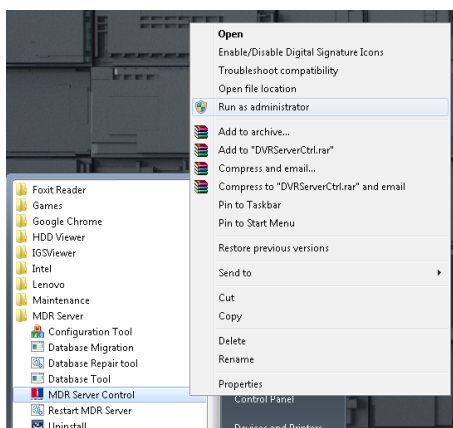 Open
Enable/Disable Digital Signature Icons
Troubleshoot compatibility
Open file location
Run as administrator
Add to archive...
Add to "DVRServerCtrl.rar"
Compress and email...
Compress to "DVRServerCtrl.rar" and email
Pin to Taskbar
Pin to Start Menu
Restore previous versions
Send to
Cut
Copy
Delete
Rename
Properties
Foxit Reader
Games
Google Chrome
HDD Viewer
IGSViewer
Intel
Lenovo
Maintenance
MDR Server
Configuration Tool
Database Migration
Database Repair tool
Database Tool
MDR Server Control
Restart MDR Server
Uninstall
Control Panel
Devices and Printers